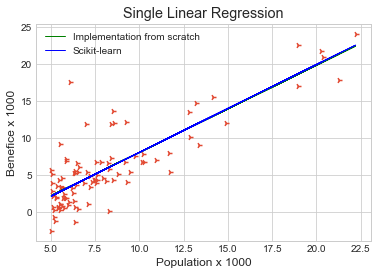 Single Linear Regression
Implementation from scratch
Scikit-learn
25
20
15
10
5
0
Benefice x 1000
5.0 7.5 10.0 12.5 15.0 17.5 20.0 22.5
Population x 1000